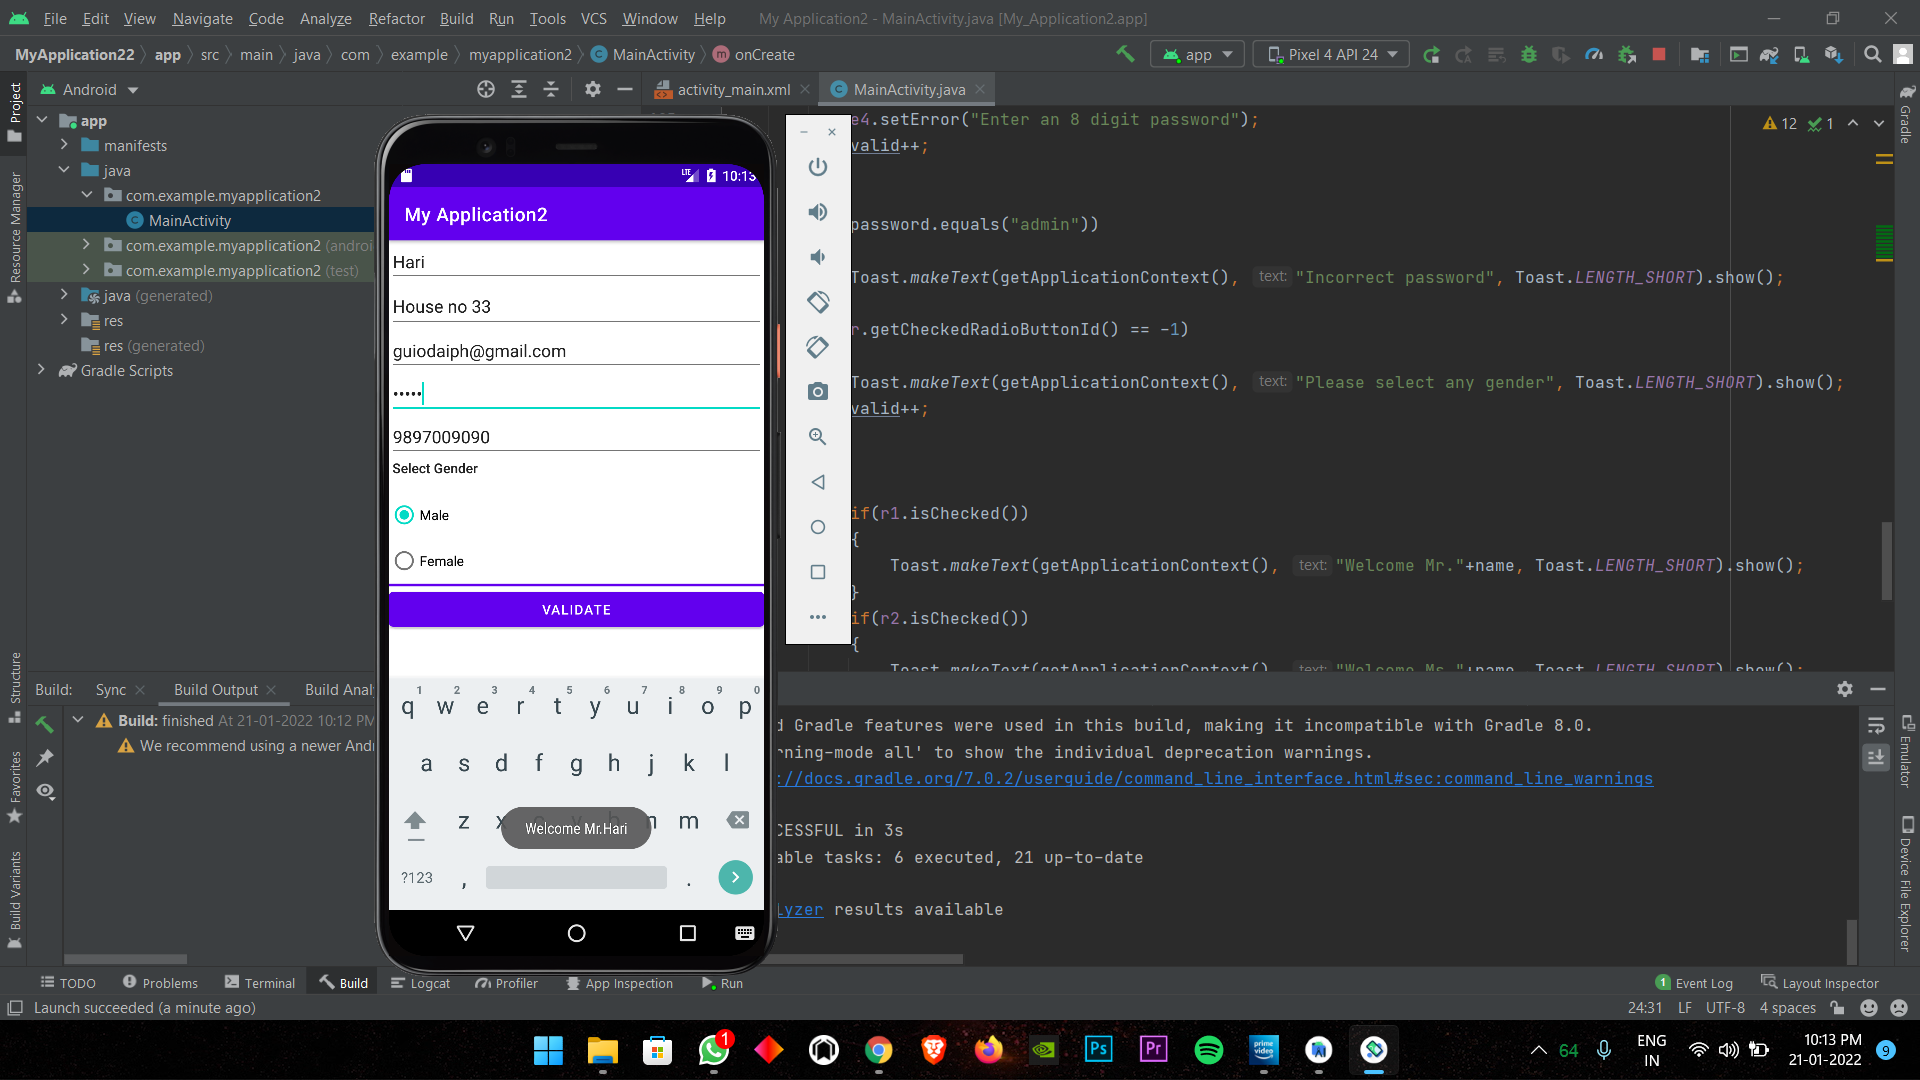 File Edit View Navigate Code Analyze Refactor Build Run Tools VCS Window Help My Application2 - MainActivity.java [My_Application2.app]
MyApplication22 app src main java com example myapplication2 MainActivity onCreate app Pixel 4 API 24
Project
Resource Manager
Structure
Favorites
Build Variants
Android
app
manifests
java
com.example.myapplication2
MainActivity
com.example.myapplication2 (androi
com.example.myapplication2 (test)
java (generated)
res
res (generated)
Gradle Scripts
activity_main.xml MainActivity.java
12 1
e4.setError("Enter an 8 digit password");
valid++;
password.equals("admin"))
Toast.makeText(getApplicationContext(), text: "Incorrect password", Toast.LENGTH_SHORT).show();
r.getCheckedRadioButtonId() == -1)
Toast.makeText(getApplicationContext(), text: "Please select any gender", Toast.LENGTH_SHORT).show();
valid++;
if(r1.isChecked())
{
Toast.makeText(getApplicationContext(), text: "Welcome Mr."+name, Toast.LENGTH_SHORT).show();
}
if(r2.isChecked())
{
Toast.makeText(getApplicationContext(), text: "Welcome Ms."+name, Toast.LENGTH_SHORT).show();
LTE 10:13
My Application2
Hari
House no 33
guiodaiph@gmail.com
•••••
9897009090
Select Gender
Male
Female
VALIDATE
1 2 3 4 5 6 7 8 9 0
q w e r t y u i o p
a s d f g h j k l
z x c v h n m
Welcome Mr.Hari
?123 , .
Build: Sync Build Output Build Anal
Build: finished At 21-01-2022 10:12 PM
We recommend using a newer Andr
d Gradle features were used in this build, making it incompatible with Gradle 8.0.
rning-mode all' to show the individual deprecation warnings.
://docs.gradle.org/7.0.2/userguide/command_line_interface.html#sec:command_line_warnings
CESSFUL in 3s
able tasks: 6 executed, 21 up-to-date
lyzer results available
Gradle
Emulator
Device File Explorer
TODO Problems Terminal Build Logcat Profiler App Inspection Run 1 Event Log Layout Inspector
Launch succeeded (a minute ago) 24:31 LF UTF-8 4 spaces
1 Ps Pr prime video 64 ENG IN 10:13 PM 21-01-2022 9